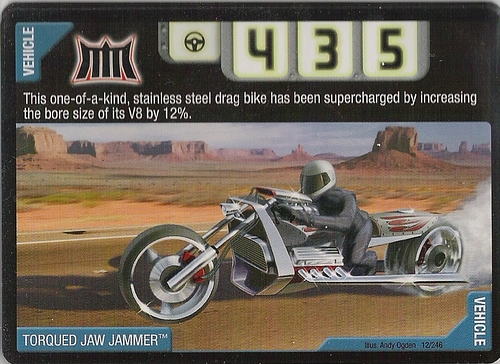 VEHICLE
4 3 5
This one-of-a-kind, stainless steel drag bike has been supercharged by increasing
the bore size of its V8 by 12%.
TORQUED JAW JAMMER™
Illus. Andy Ogden 12/246
VEHICLE